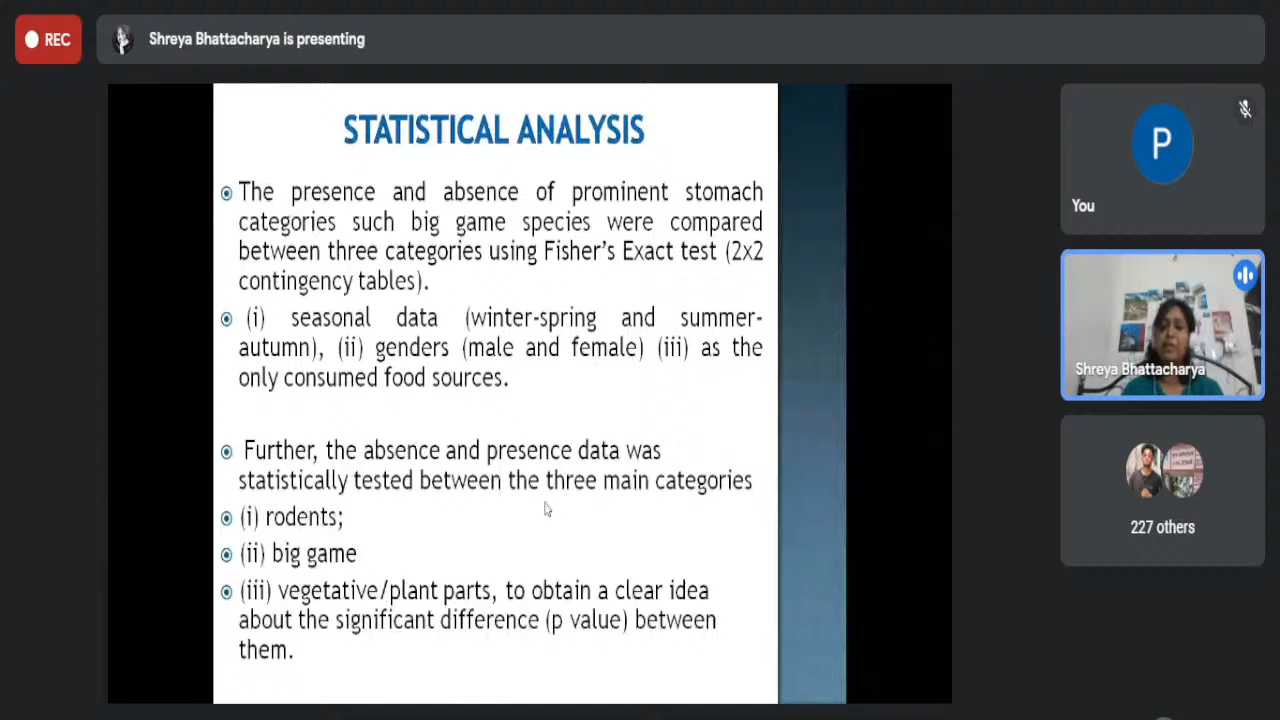 REC
Shreya Bhattacharya is presenting
STATISTICAL ANALYSIS
The presence and absence of prominent stomach
categories such big game species were compared
between three categories using Fisher's Exact test (2x2
contingency tables).
(i) seasonal data (winter-spring and summer-
autumn), (ii) genders (male and female) (iii) as the
only consumed food sources.
Further, the absence and presence data was
statistically tested between the three main categories
(i) rodents;
(ii) big game
(iii) vegetative/plant parts, to obtain a clear idea
about the significant difference (p value) between
them.
P
You
Shreya Bhattacharya
227 others